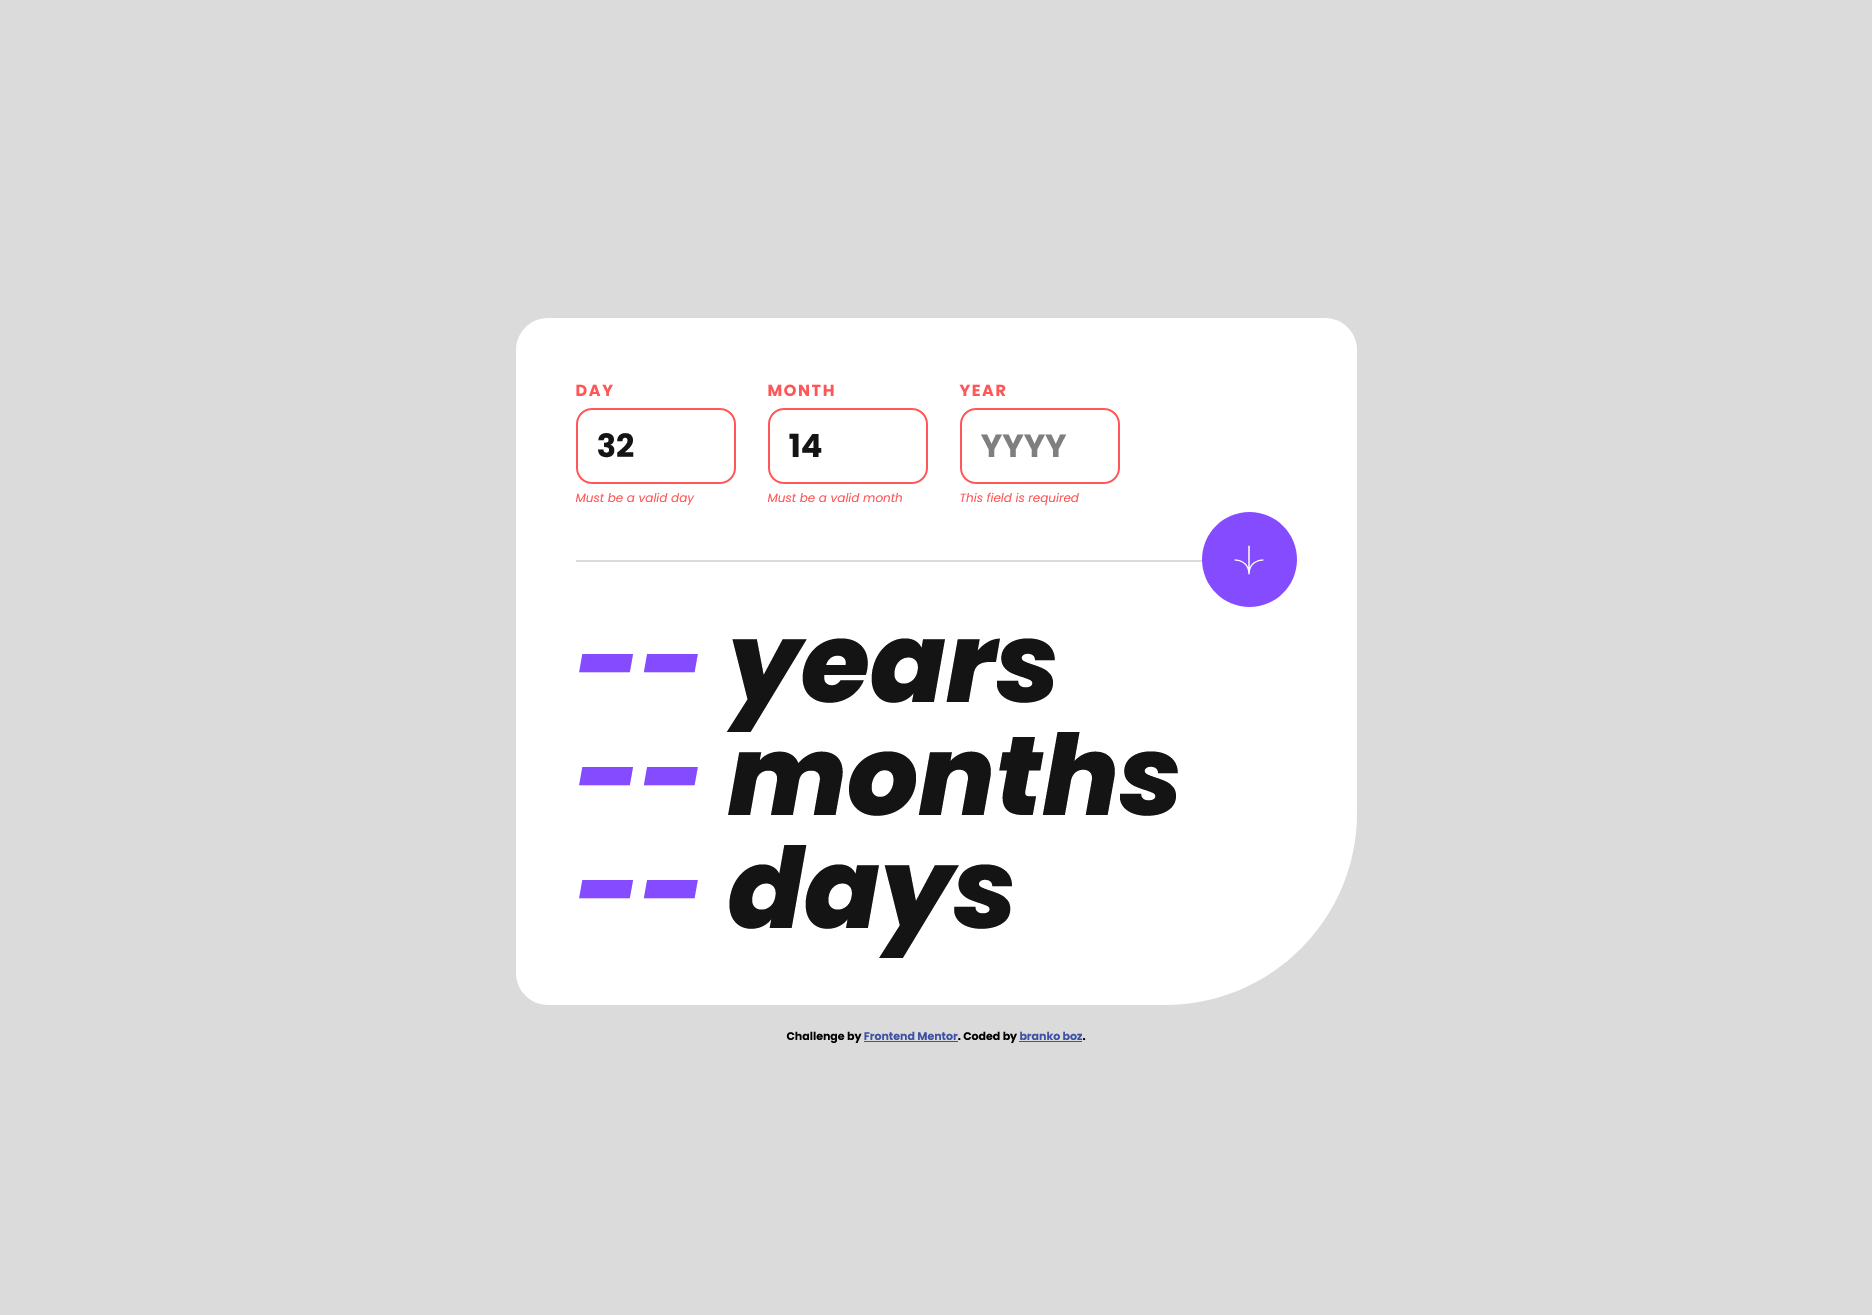 DAY MONTH YEAR
32 14 YYYY
Must be a valid day Must be a valid month This field is required
-- years
-- months
-- days
Challenge by Frontend Mentor. Coded by branko boz.